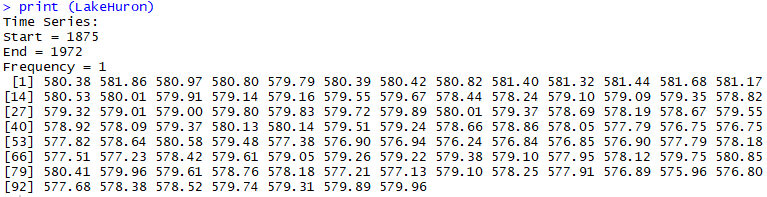 > print (LakeHuron)
Time Series:
Start = 1875
End = 1972
Frequency = 1
[1] 580.38 581.86 580.97 580.80 579.79 580.39 580.42 580.82 581.40 581.32 581.44 581.68 581.17
[14] 580.53 580.01 579.91 579.14 579.16 579.55 579.67 578.44 578.24 579.10 579.09 579.35 578.82
[27] 579.32 579.01 579.00 579.80 579.83 579.72 579.89 580.01 579.37 578.69 578.19 578.67 579.55
[40] 578.92 578.09 579.37 580.13 580.14 579.51 579.24 578.66 578.86 578.05 577.79 576.75 576.75
[53] 577.82 578.64 580.58 579.48 577.38 576.90 576.94 576.24 576.84 576.85 576.90 577.79 578.18
[66] 577.51 577.23 578.42 579.61 579.05 579.26 579.22 579.38 579.10 577.95 578.12 579.75 580.85
[79] 580.41 579.96 579.61 578.76 578.18 577.21 577.13 579.10 578.25 577.91 576.89 575.96 576.80
[92] 577.68 578.38 578.52 579.74 579.31 579.89 579.96